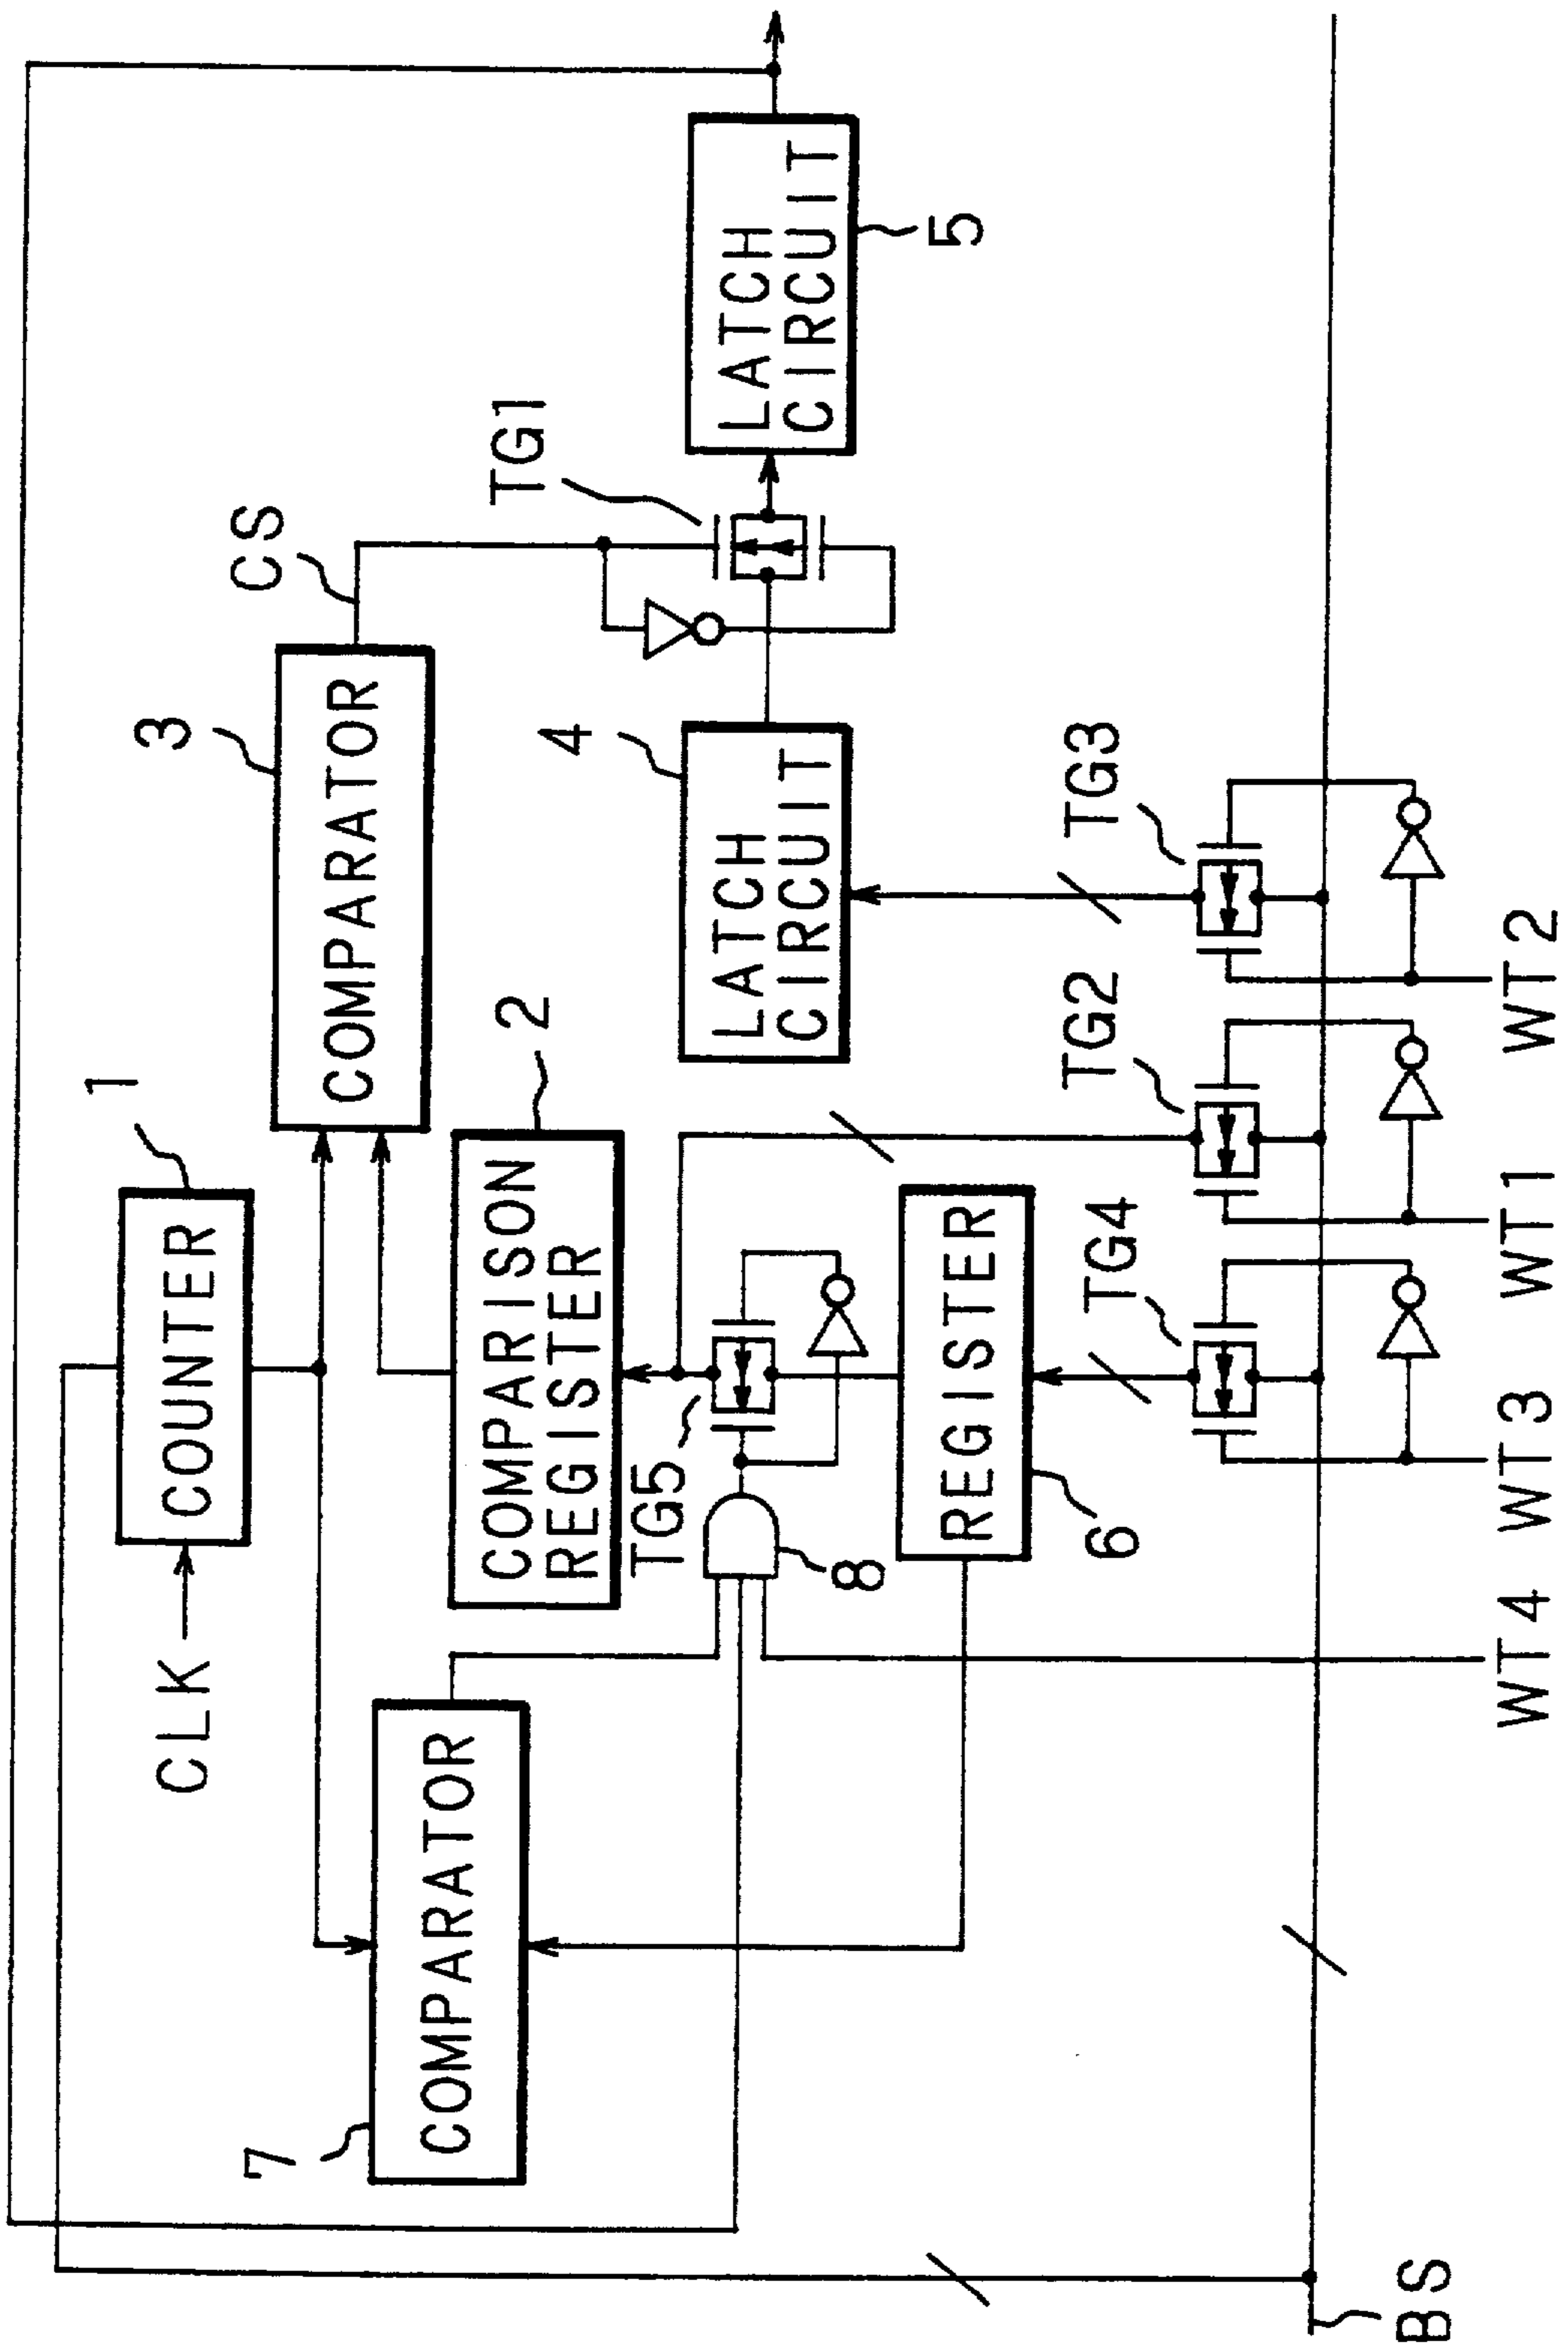 CLK
COUNTER
1
3
CS
COMPARATOR
7
COMPARATOR
2
COMPARISON
REGISTER
TG1
4
LATCH
CIRCUIT
LATCH
CIRCUIT
5
TG5
8
REGISTER
6
TG4
TG2
TG3
BS
WT4
WT3
WT1
WT2